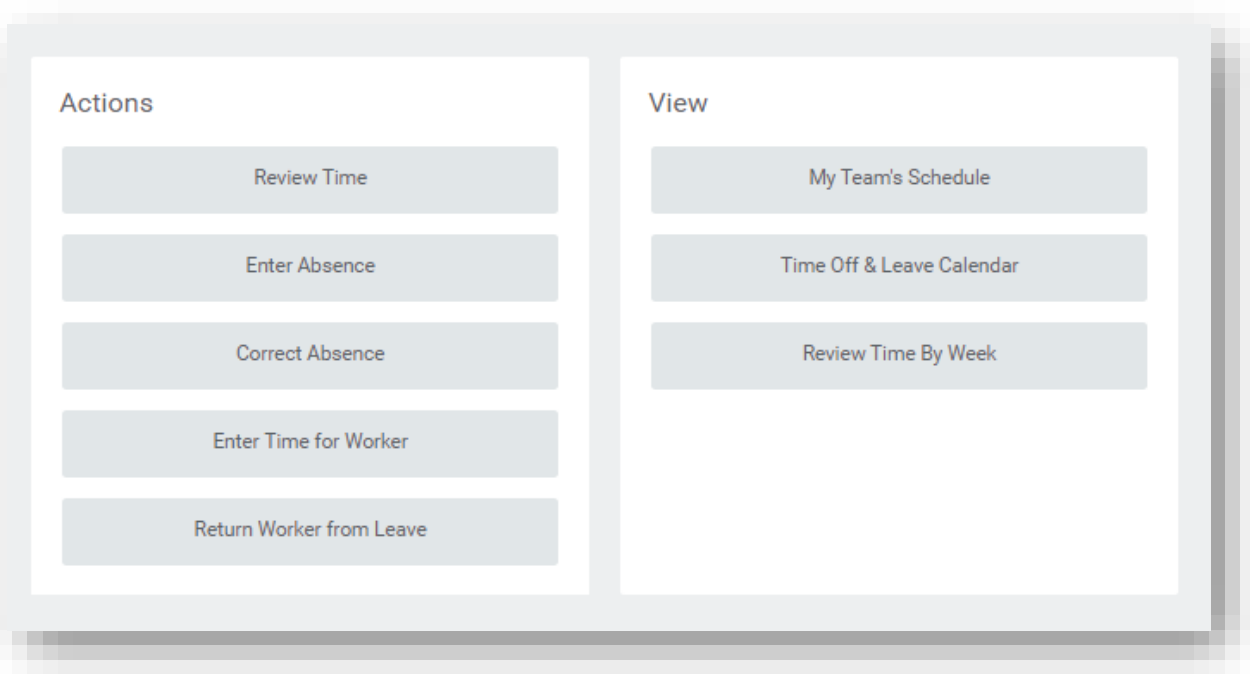 Actions
Review Time
Enter Absence
Correct Absence
Enter Time for Worker
Return Worker from Leave
View
My Team's Schedule
Time Off & Leave Calendar
Review Time By Week